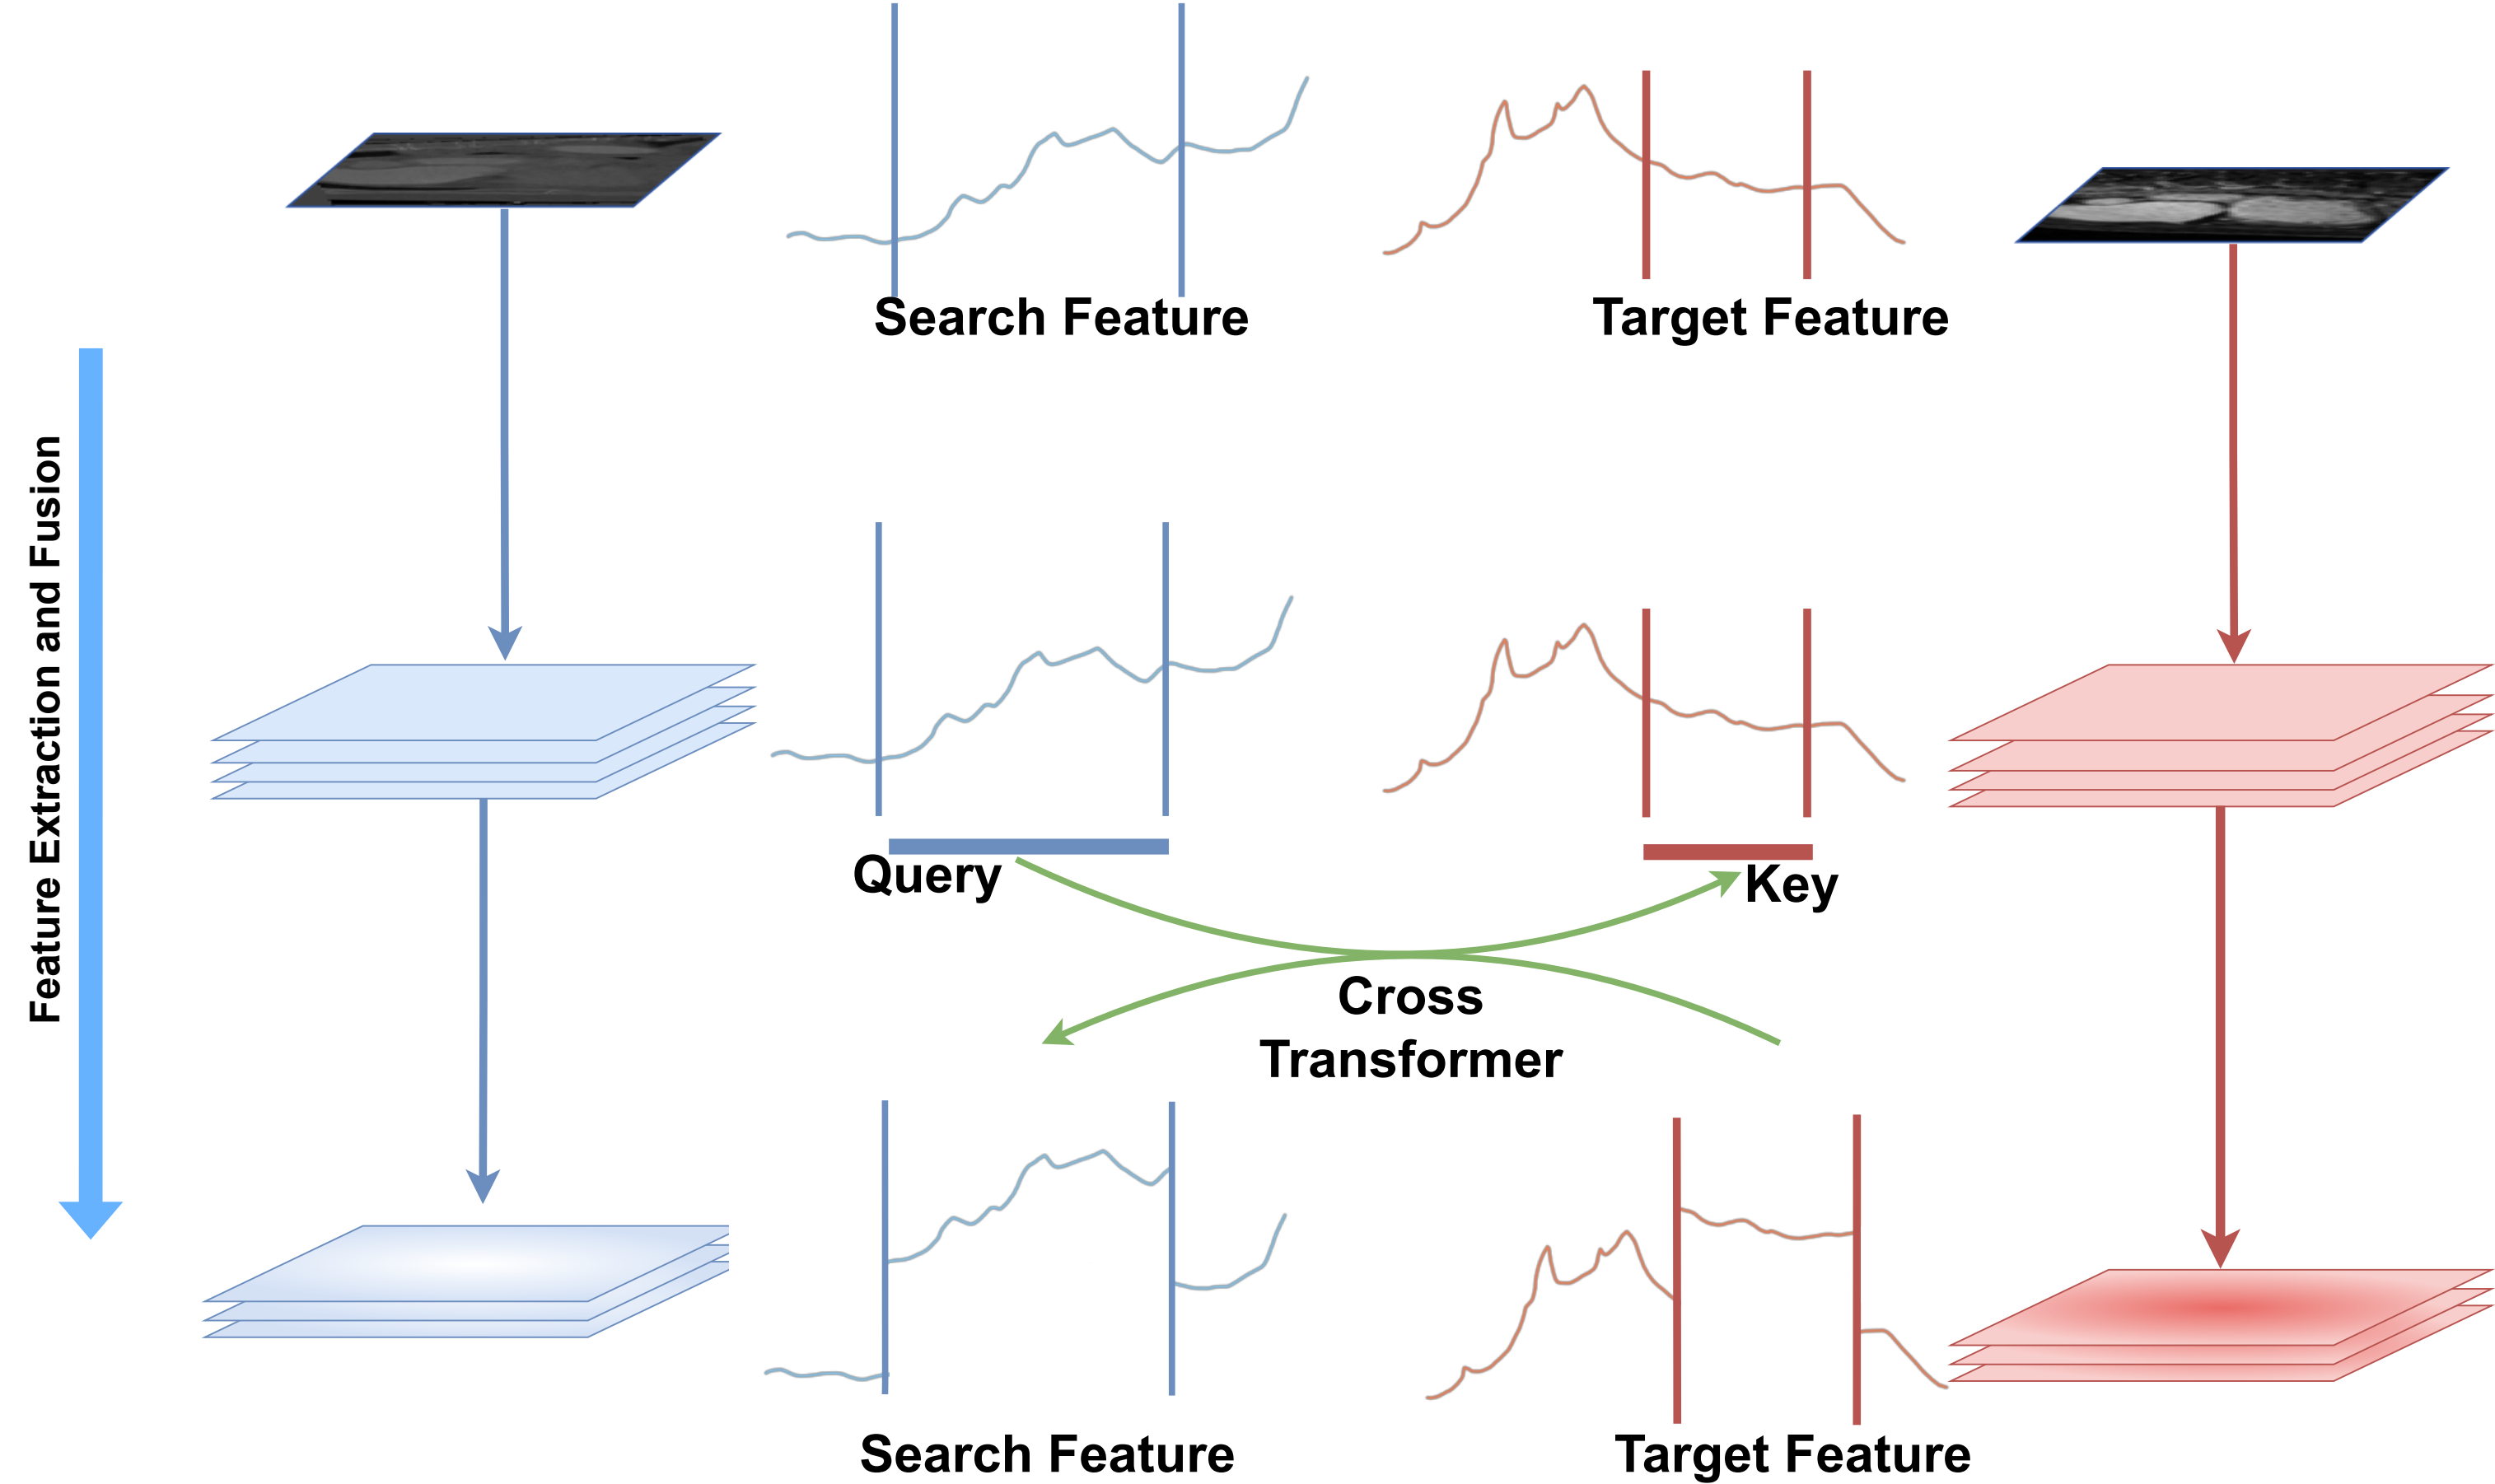 Search Feature
Target Feature
Feature Extraction and Fusion
Query
Key
Cross
Transformer
Search Feature
Target Feature